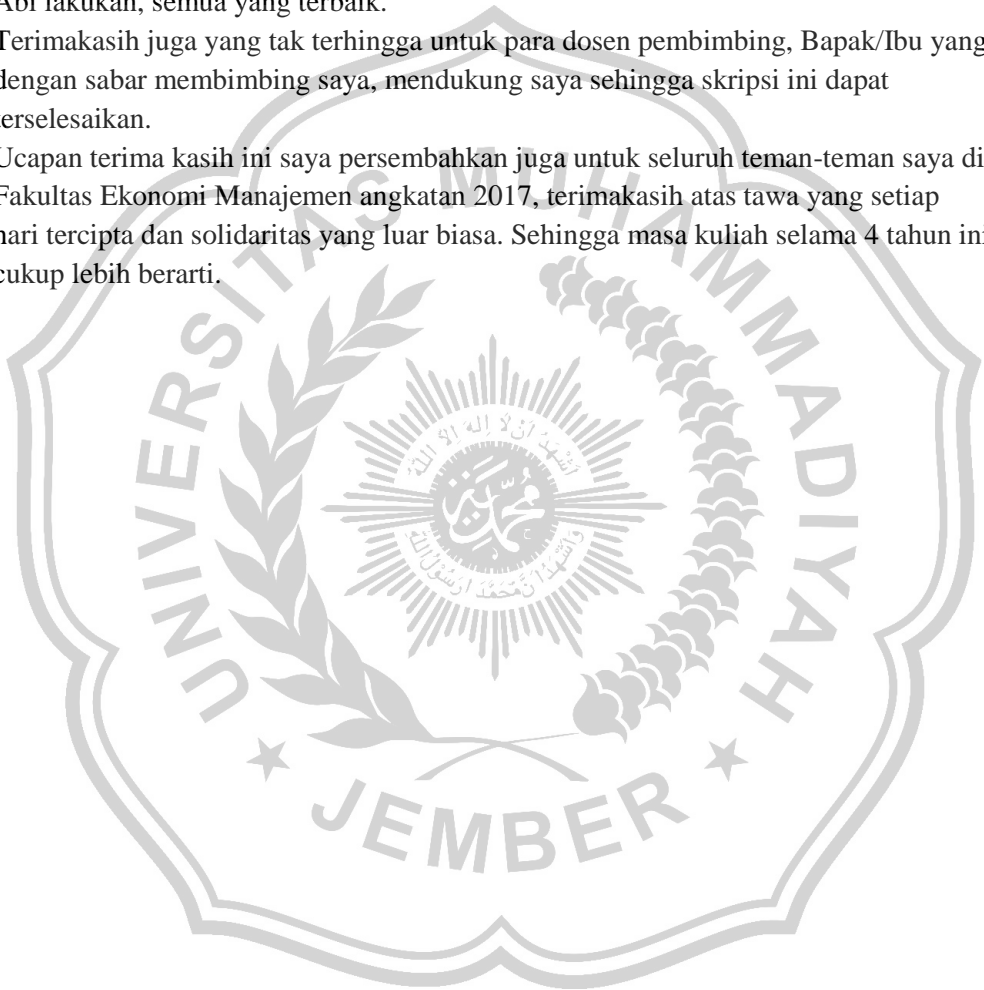 Abi lakukan, semua yang terbaik.
Terimakasih juga yang tak terhingga untuk para dosen pembimbing, Bapak/Ibu yang
dengan sabar membimbing saya, mendukung saya sehingga skripsi ini dapat
terselesaikan.
Ucapan terima kasih ini saya persembahkan juga untuk seluruh teman-teman saya di
Fakultas Ekonomi Manajemen angkatan 2017, terimakasih atas tawa yang setiap
hari tercipta dan solidaritas yang luar biasa. Sehingga masa kuliah selama 4 tahun ini
cukup lebih berarti.
UNIVERSITAS MUHAMMADIYAH
JEMBER